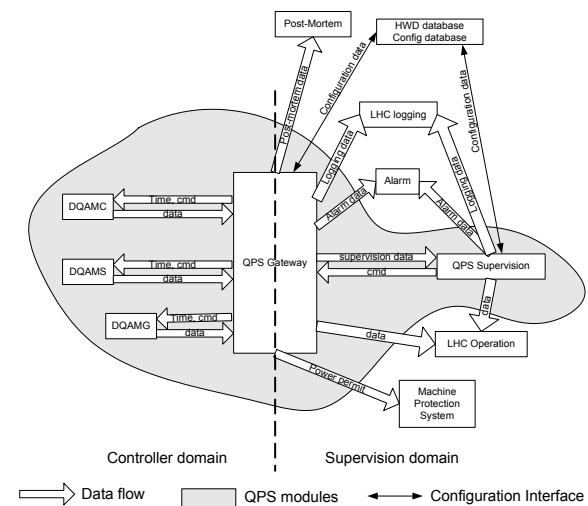 Post-Mortem
HWD database
Config database
Post-mortem data
Configuration data
Configuration data
LHC logging
Logging data
Logging data
Alarm
Alarm data
Alarm data
DQAMC
Time, cmd
data
QPS Gateway
DQAMS
Time, cmd
data
supervision data
cmd
QPS Supervision
DQAMG
Time, cmd
data
data
data
LHC Operation
Power permit
Machine
Protection
System
Controller domain
Supervision domain
Data flow
QPS modules
Configuration Interface